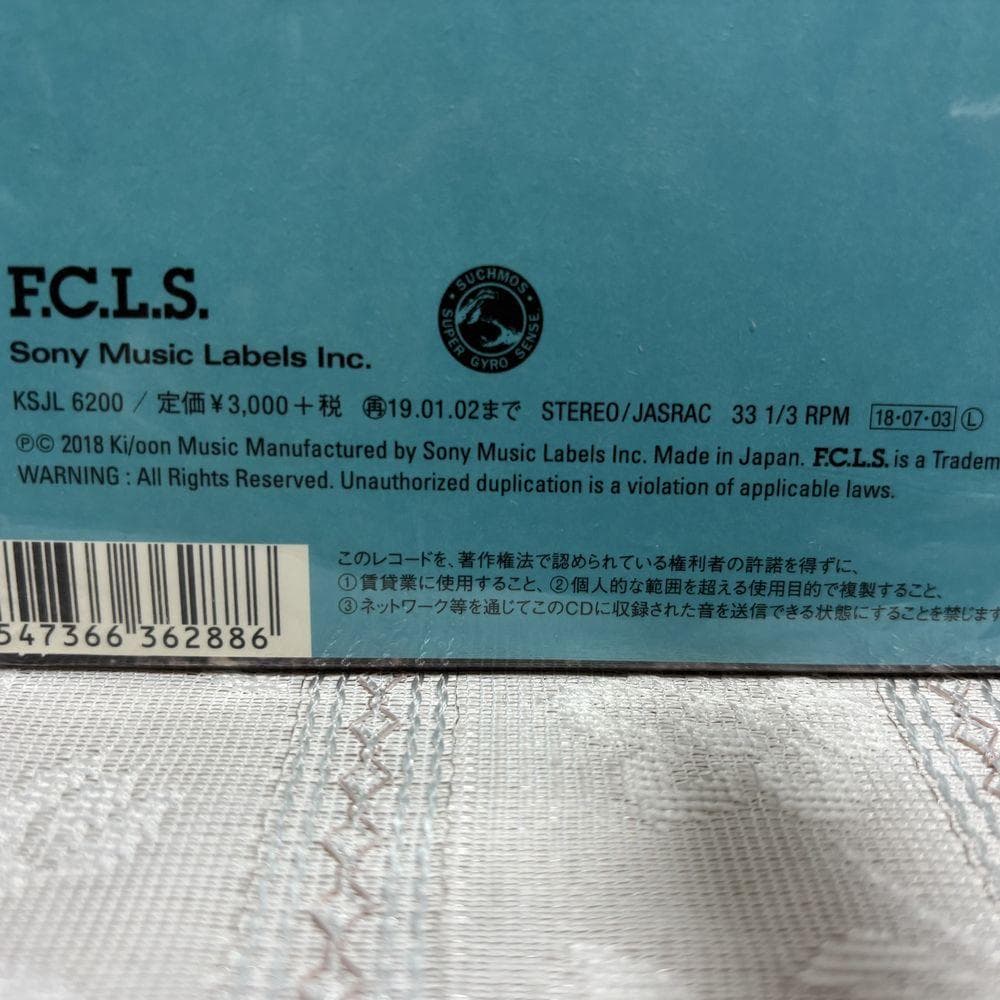 F.C.L.S.
SUCHMOS
SUPER GYRO SENSE
Sony Music Labels Inc.
KSJL 6200 / 定価¥3,000+税 ㊝19.01.02まで STEREO/JASRAC 33 1/3 RPM 18・07・03 Ⓛ
ⓅⒸ 2018 Ki/oon Music Manufactured by Sony Music Labels Inc. Made in Japan. F.C.L.S. is a Tradem
WARNING : All Rights Reserved. Unauthorized duplication is a violation of applicable laws.
このレコードを、著作権法で認められている権利者の許諾を得ずに、
①賃貸業に使用すること、②個人的な範囲を超える使用目的で複製すること、
③ネットワーク等を通じてこのCDに収録された音を送信できる状態にすることを禁じます
547366 362886